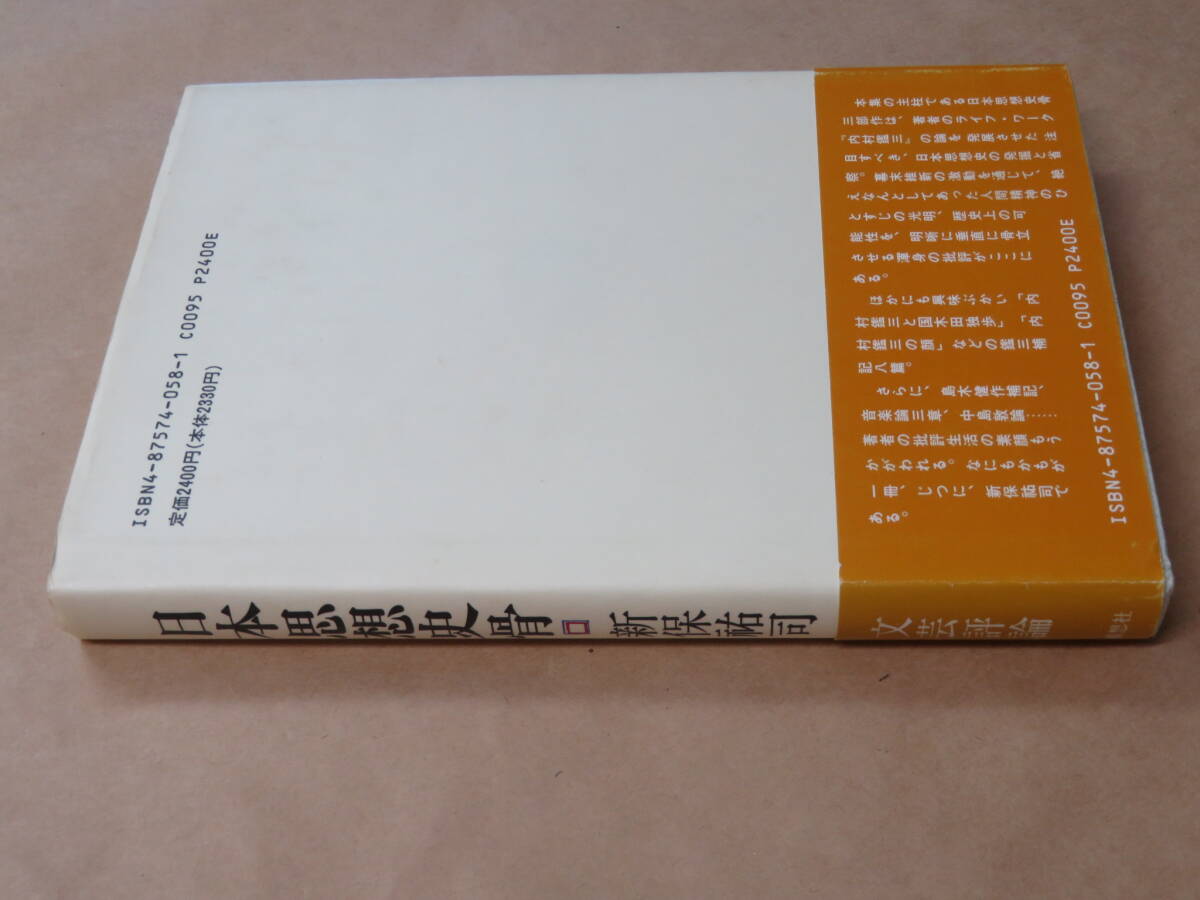 ISBN4-87574-058-1 C0095 P2400E
定価2400円(本体2330円)
日本思想史骨 新保祐司
文芸評論
想社
本集の主柱である日本思想史骨
三部作は、著者のライフ・ワーク
『内村鑑三』の論を発展させた注
目すべき、日本思想史の発掘と省
察。幕末維新の激動を通じて、絶
えなんとしてあった人間精神のひ
とすじの光明、歴史上の可
能性を、明晰に垂直に骨立
させる渾身の批評がここに
ある。
ほかにも興味ぶかい「内
村鑑三と国木田独歩」「内
村鑑三の顔」などの鑑三補
記八篇。
さらに、島木健作補記、
音楽論三章、中島敦論……
著者の批評生活の素顔もう
かがわれる。なにもかもが
一冊、じつに、新保祐司で
ある。
ISBN4-87574-058-1 C0095 P2400E